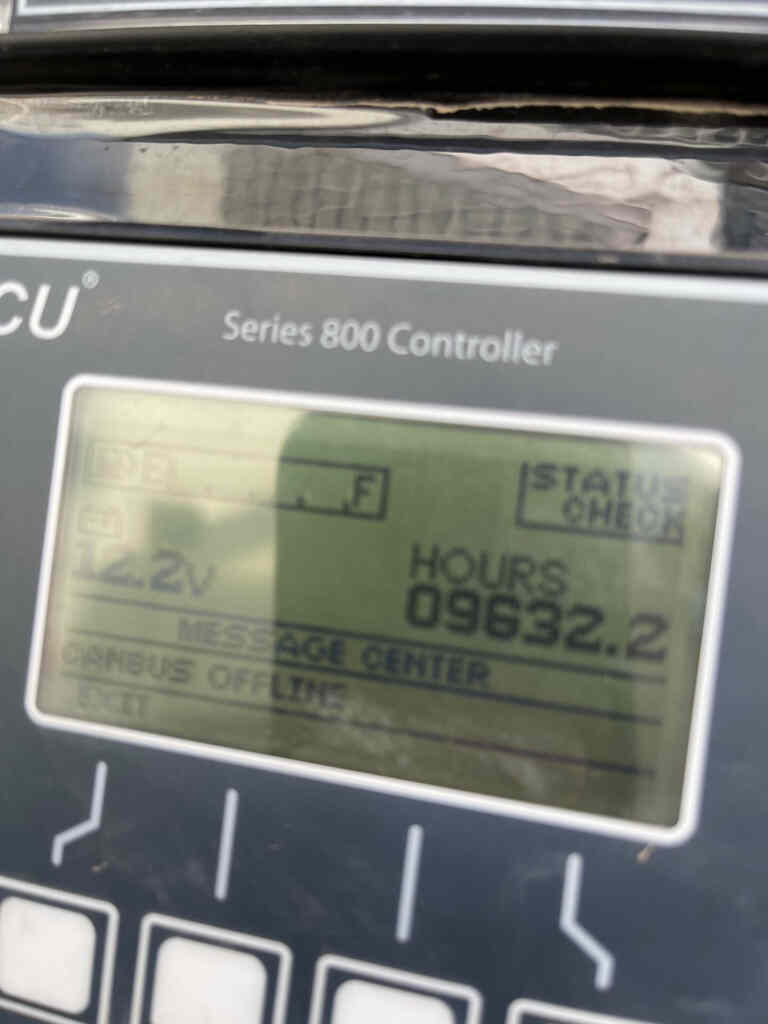 CU®
Series 800 Controller
E F
STATUS
CHECK
12.2V
HOURS
09632.2
MESSAGE CENTER
CANBUS OFFLINE
EXIT